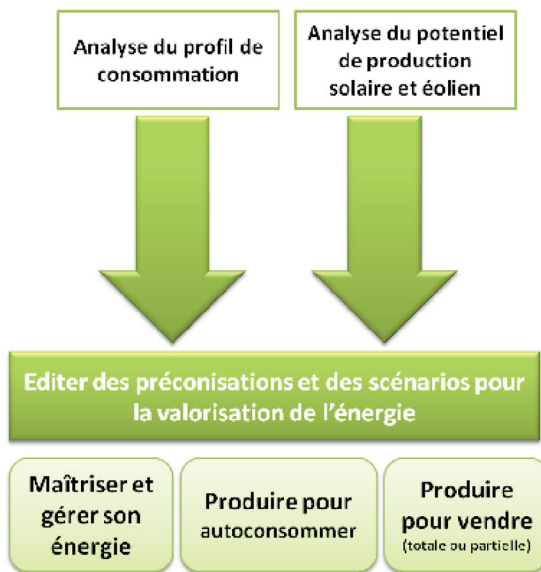 Analyse du profil de
consommation
Analyse du potentiel
de production
solaire et éolien
Editer des préconisations et des scénarios pour
la valorisation de l'énergie
Maîtriser et
gérer son
énergie
Produire pour
autoconsommer
Produire
pour vendre
(totale ou partielle)